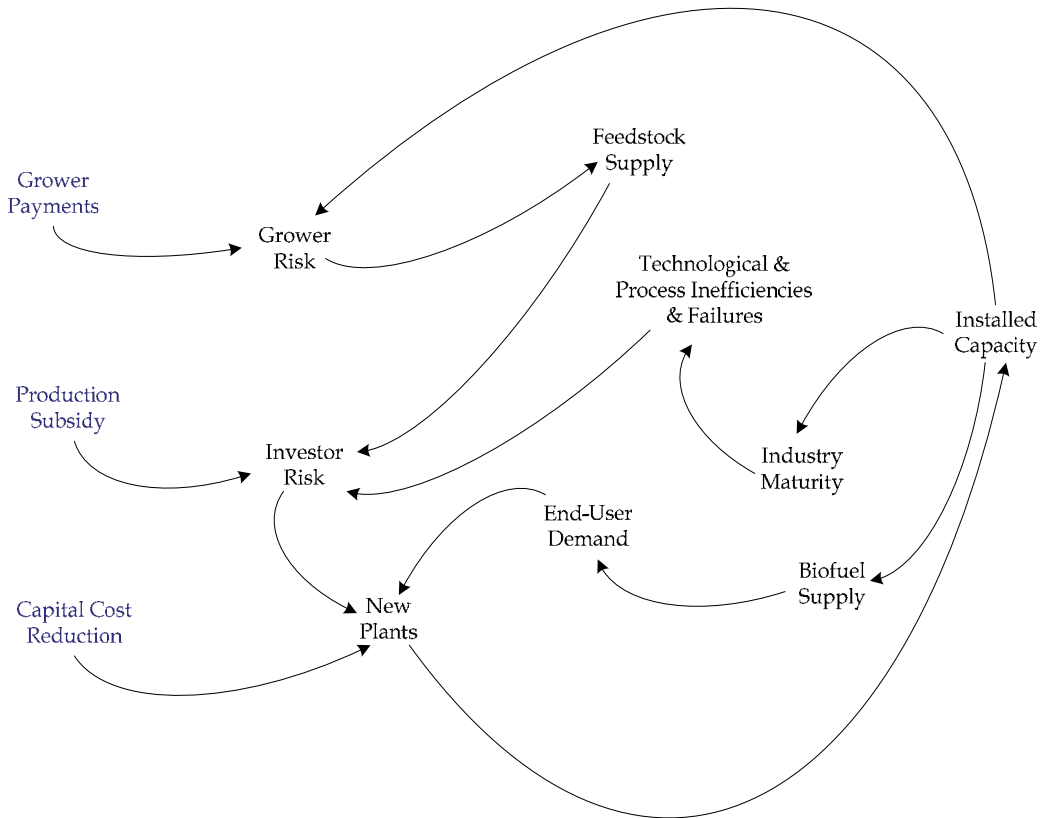 Feedstock
Supply
Grower
Payments
Grower
Risk
Technological &
Process Inefficiencies
& Failures
Installed
Capacity
Production
Subsidy
Investor
Risk
Industry
Maturity
End-User
Demand
Biofuel
Supply
Capital Cost
Reduction
New
Plants